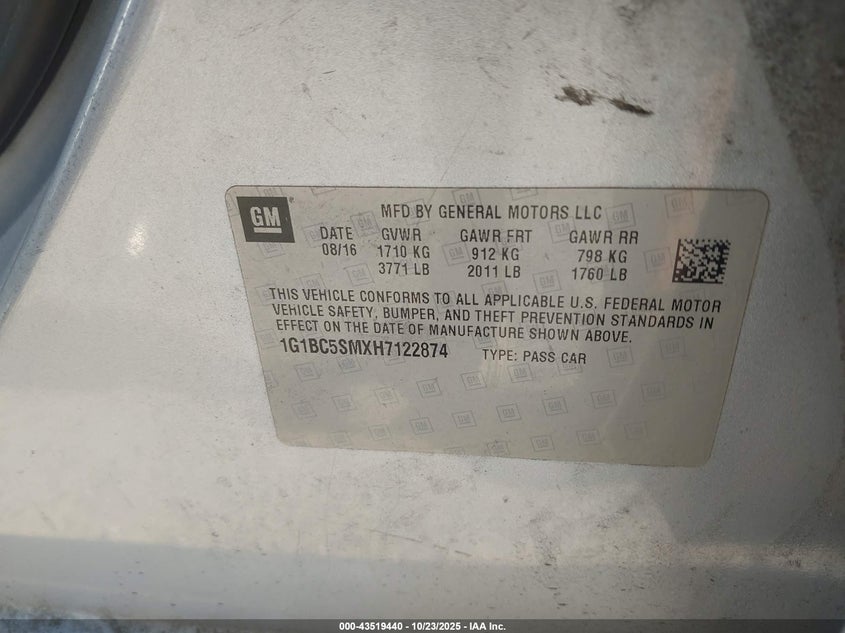 GM
MFD BY GENERAL MOTORS LLC
DATE GVWR GAWR FRT GAWR RR
08/16 1710 KG 912 KG 798 KG
3771 LB 2011 LB 1760 LB
THIS VEHICLE CONFORMS TO ALL APPLICABLE U.S. FEDERAL MOTOR
VEHICLE SAFETY, BUMPER, AND THEFT PREVENTION STANDARDS IN
EFFECT ON THE DATE OF MANUFACTURE SHOWN ABOVE.
1G1BC5SMXH7122874 TYPE: PASS CAR
000-43519440 - 10/23/2025 - IAA Inc.